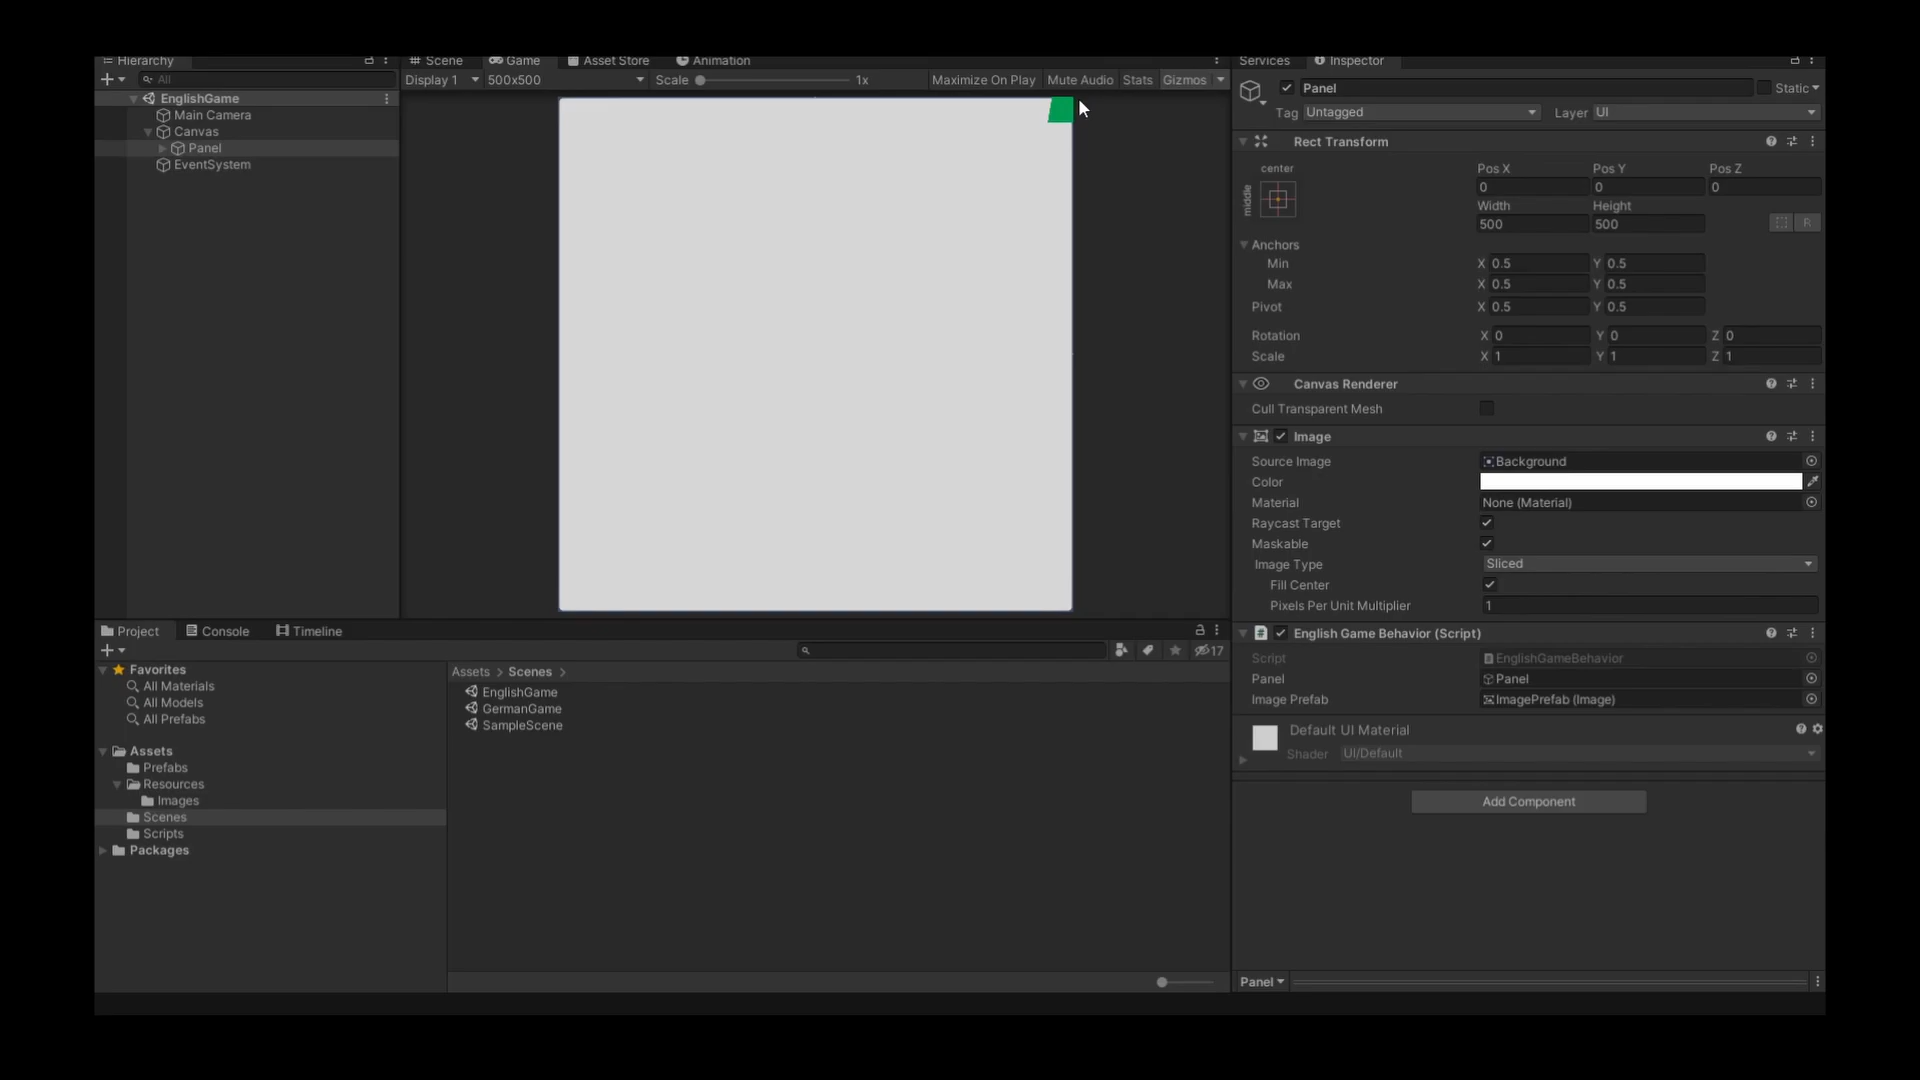 Hierarchy
All
EnglishGame
Main Camera
Canvas
Panel
EventSystem
Scene
Game
Asset Store
Animation
Display 1
500x500
Scale
1x
Maximize On Play
Mute Audio
Stats
Gizmos
Services
Inspector
Panel
Static
Tag
Untagged
Layer
UI
Rect Transform
center
middle
Pos X
Pos Y
Pos Z
0
0
0
Width
Height
500
500
R
Anchors
Min
X 0.5
Y 0.5
Max
X 0.5
Y 0.5
Pivot
X 0.5
Y 0.5
Rotation
X 0
Y 0
Z 0
Scale
X 1
Y 1
Z 1
Canvas Renderer
Cull Transparent Mesh
Image
Source Image
Background
Color
Material
None (Material)
Raycast Target
Maskable
Image Type
Sliced
Fill Center
Pixels Per Unit Multiplier
1
English Game Behavior (Script)
Script
EnglishGameBehavior
Panel
Panel
Image Prefab
ImagePrefab (Image)
Default UI Material
Shader
UI/Default
Add Component
Panel
Project
Console
Timeline
17
Favorites
All Materials
All Models
All Prefabs
Assets
Prefabs
Resources
Images
Scenes
Scripts
Packages
Assets > Scenes >
EnglishGame
GermanGame
SampleScene